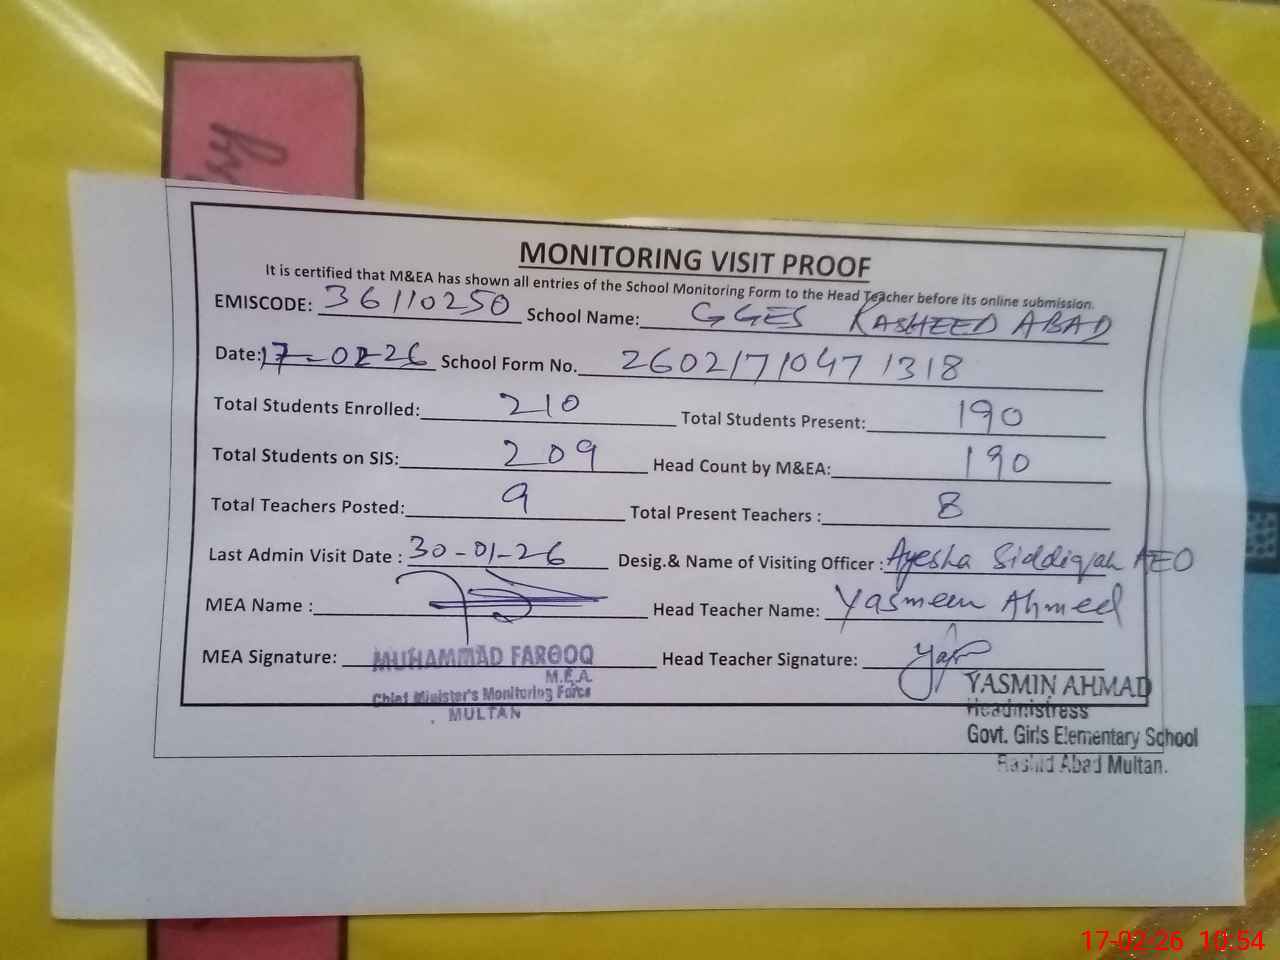 MONITORING VISIT PROOF
It is certified that M&EA has shown all entries of the School Monitoring Form to the Head Teacher before its online submission.
EMISCODE: 36110250 School Name: GGES RASHEED ABAD
Date: 17-02-26 School Form No. 26021710471318
Total Students Enrolled: 210 Total Students Present: 190
Total Students on SIS: 209 Head Count by M&EA: 190
Total Teachers Posted: 9 Total Present Teachers : 8
Last Admin Visit Date : 30-01-26 Desig.& Name of Visiting Officer : Ayesha Siddiqah AEO
MEA Name : Head Teacher Name: Yasmeen Ahmed
MEA Signature: MUHAMMAD FAROOQ Head Teacher Signature:
M.E.A.
Chief Minister's Monitoring Force
MULTAN
YASMIN AHMAD
Headmistress
Govt. Girls Elementary School
Rashid Abad Multan.
17-02-26 10:54